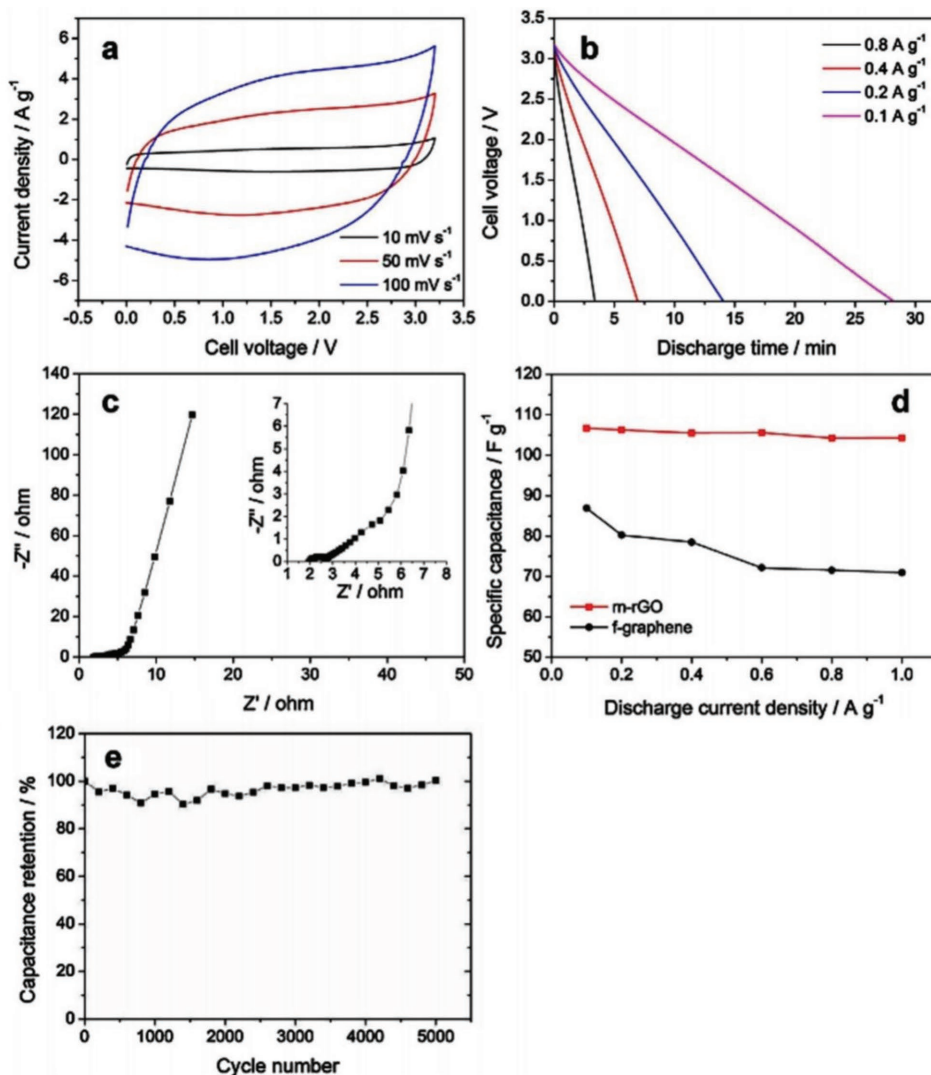 a
Current density / A g⁻¹
6
4
2
0
-2
-4
-6
10 mV s⁻¹
50 mV s⁻¹
100 mV s⁻¹
-0.5 0.0 0.5 1.0 1.5 2.0 2.5 3.0 3.5
Cell voltage / V
b
Cell voltage / V
3.5
3.0
2.5
2.0
1.5
1.0
0.5
0.0
0.8 A g⁻¹
0.4 A g⁻¹
0.2 A g⁻¹
0.1 A g⁻¹
0 5 10 15 20 25 30
Discharge time / min
c
-Z" / ohm
140
120
100
80
60
40
20
0
0 10 20 30 40 50
Z' / ohm
-Z" / ohm
7
6
5
4
3
2
1
0
1 2 3 4 5 6 7 8
Z' / ohm
d
Specific capacitance / F g⁻¹
120
110
100
90
80
70
60
50
m-rGO
f-graphene
0.0 0.2 0.4 0.6 0.8 1.0
Discharge current density / A g⁻¹
e
Capacitance retention / %
120
100
80
60
40
20
0
0 1000 2000 3000 4000 5000
Cycle number